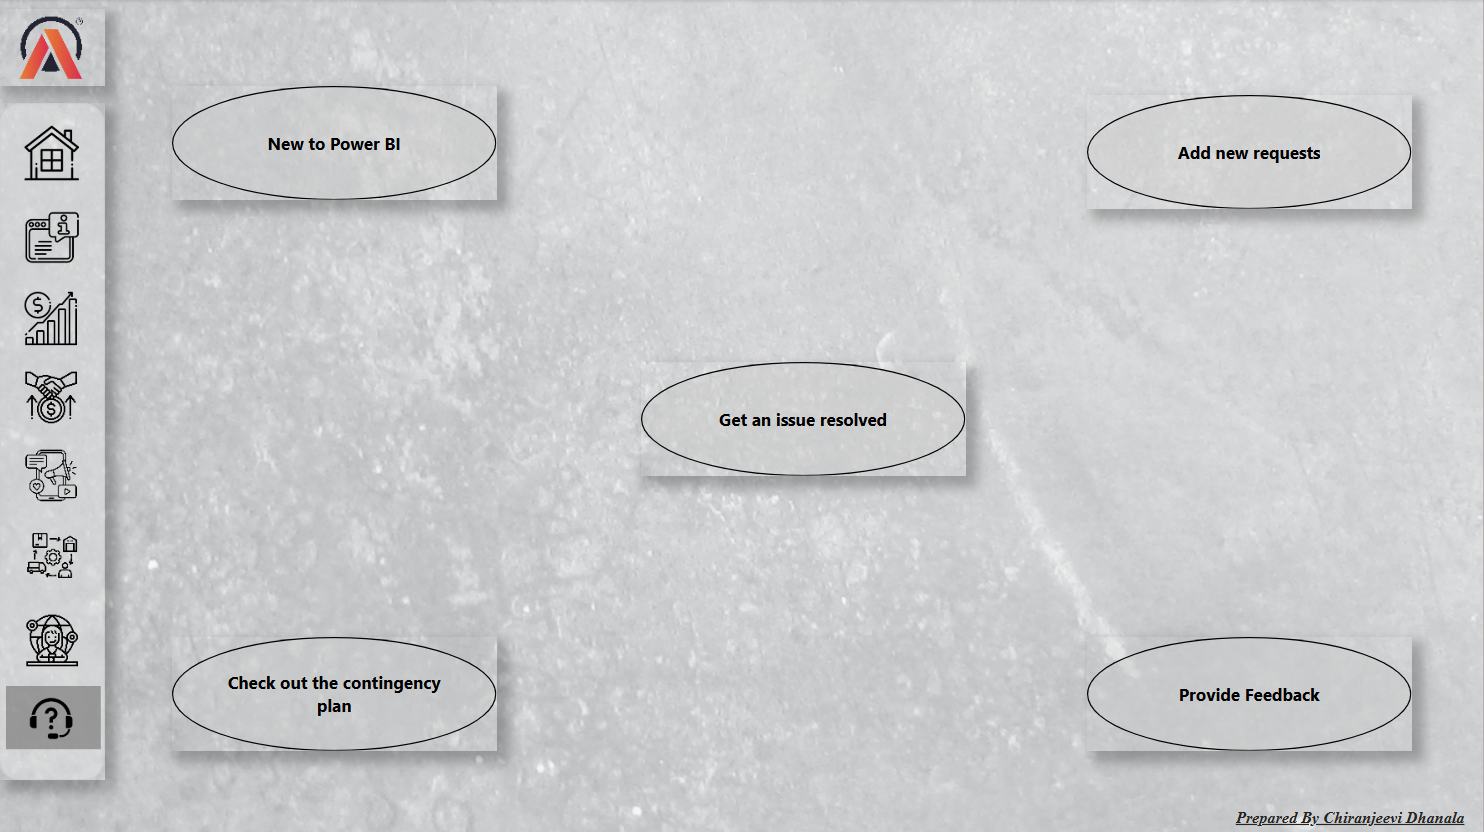 New to Power BI
Add new requests
Get an issue resolved
Check out the contingency
plan
Provide Feedback
Prepared By Chiranjeevi Dhanala